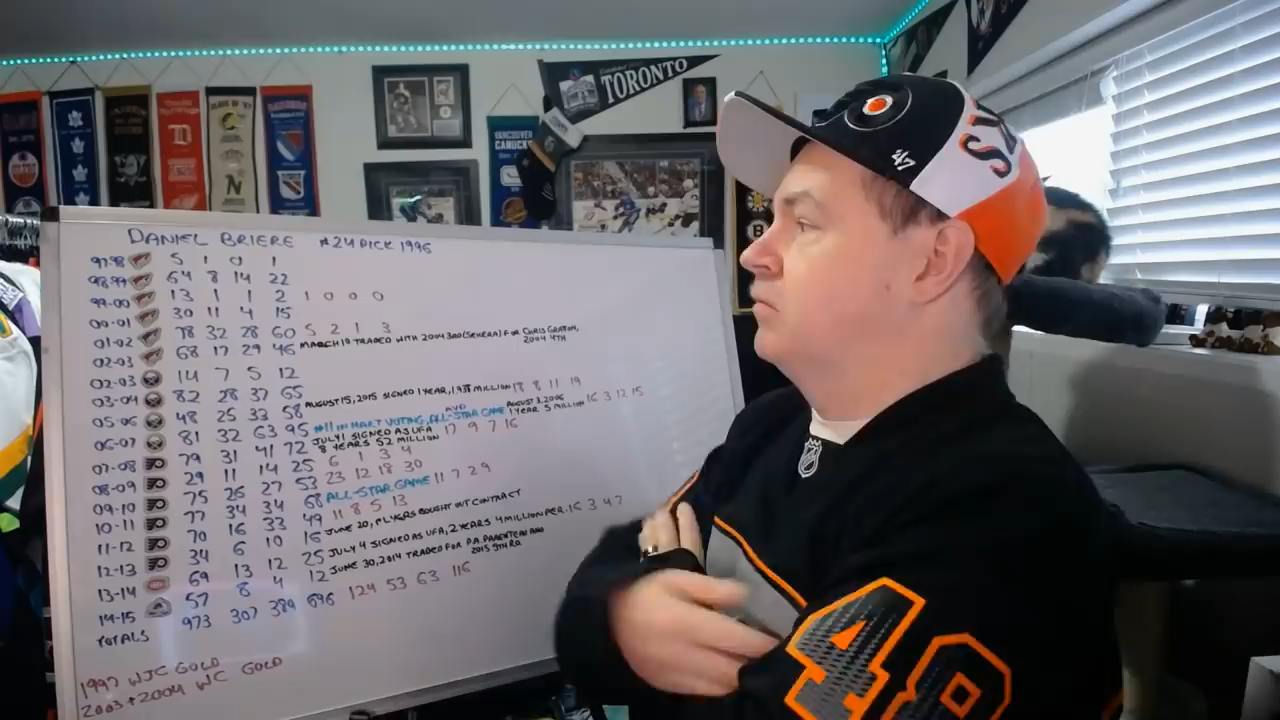 TORONTO
VANCOUVER
CANUCKS
47
DANIEL BRIERE #24 PICK 1996
97-98 5 1 0 1
98-99 64 8 14 22
99-00 13 1 1 2 1 0 0 0
00-01 30 11 4 15
01-02 78 32 28 60 5 2 1 3
02-03 68 17 29 46 MARCH 10 TRADED WITH 2004 3RD (SEKERA) FOR CHRIS GRATTON,
2004 4TH
02-03 14 7 5 12
03-04 82 28 37 65
05-06 48 25 33 58 AUGUST 15, 2005 SIGNED 1 YEAR, 1.938 MILLION 18 8 11 19
06-07 81 32 63 95 #11 IN HART VOTING, ALL-STAR GAME MVP AUGUST 3, 2006
1 YEAR 5 MILLION 16 3 12 15
07-08 79 31 41 72 JULY 1 SIGNED AS UFA
8 YEARS 52 MILLION 17 9 7 16
08-09 29 11 14 25 6 1 3 4
09-10 75 26 27 53 23 12 18 30
10-11 77 34 34 68 ALL-STAR GAME 11 7 2 9
11-12 70 16 33 49 11 8 5 13
12-13 34 6 10 16 JUNE 20, FLYERS BOUGHT OUT CONTRACT
13-14 69 13 12 25 JULY 4 SIGNED AS UFA, 2 YEARS 4 MILLION PER. 16 3 4 7
14-15 57 8 4 12 JUNE 30, 2014 TRADED FOR P.A. PARENTEAU AND
2015 5TH RD.
TOTALS 973 307 389 696 124 53 63 116
1997 WJC GOLD
2003 + 2004 WC GOLD
NHL
48